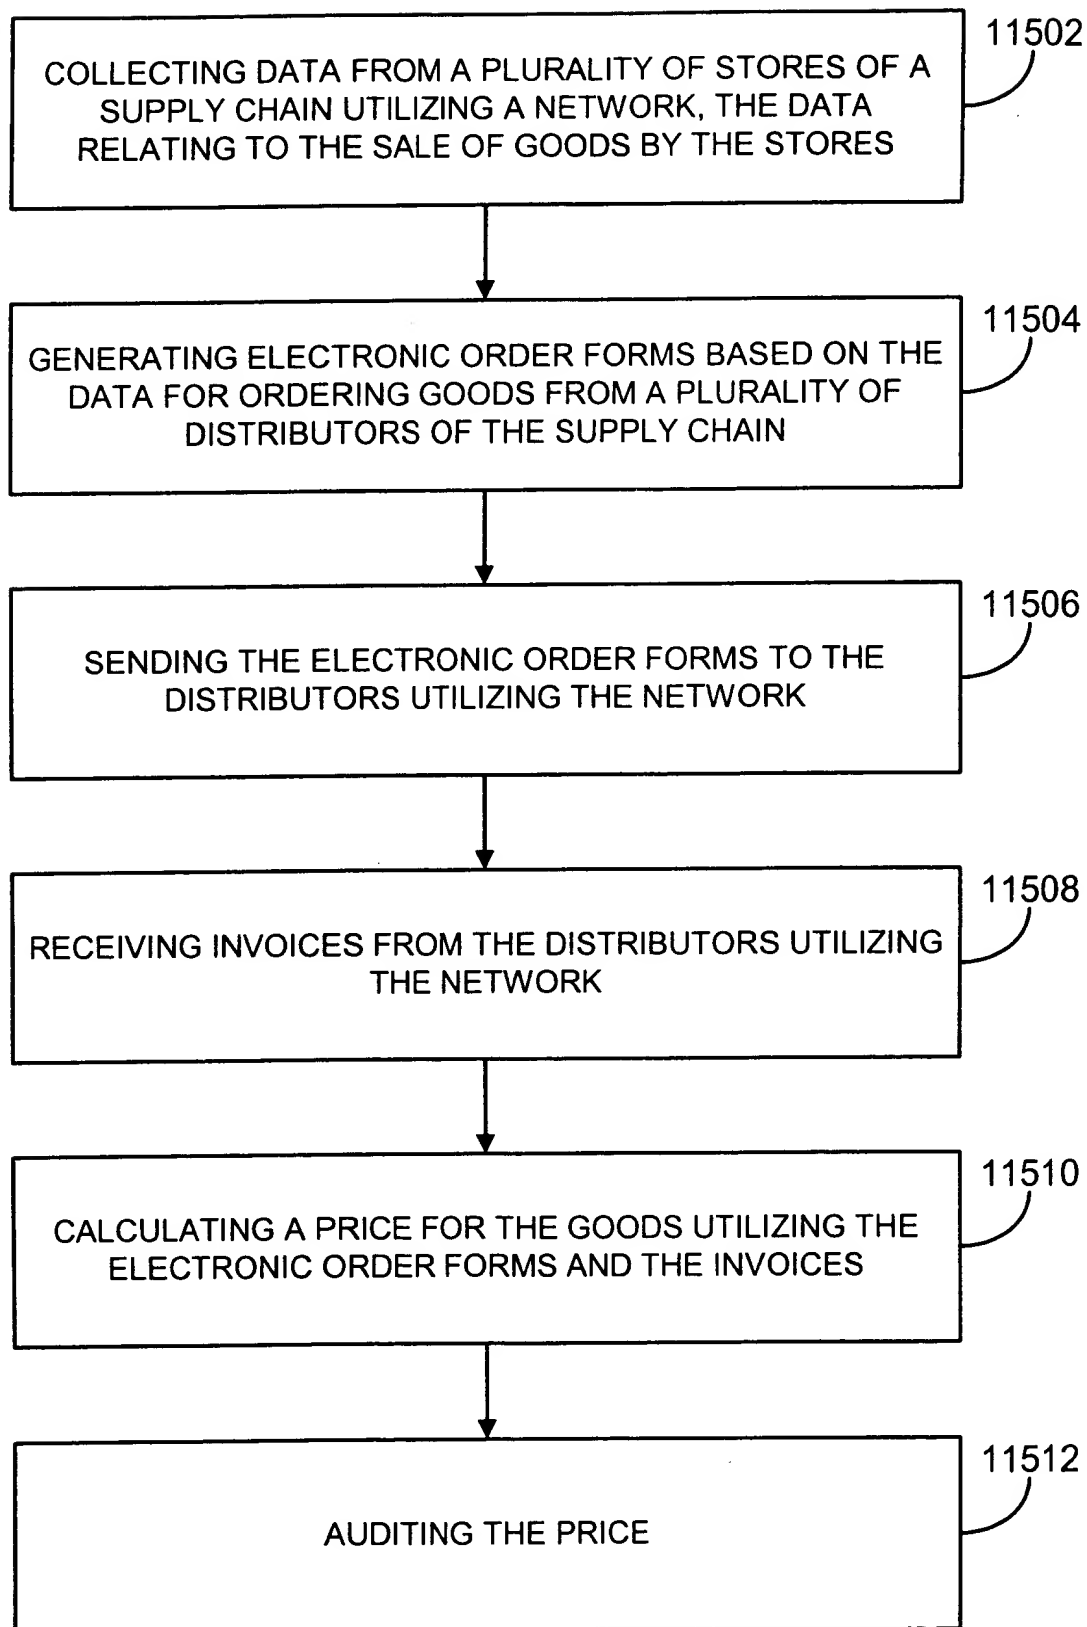 11502
COLLECTING DATA FROM A PLURALITY OF STORES OF A
SUPPLY CHAIN UTILIZING A NETWORK, THE DATA
RELATING TO THE SALE OF GOODS BY THE STORES
11504
GENERATING ELECTRONIC ORDER FORMS BASED ON THE
DATA FOR ORDERING GOODS FROM A PLURALITY OF
DISTRIBUTORS OF THE SUPPLY CHAIN
11506
SENDING THE ELECTRONIC ORDER FORMS TO THE
DISTRIBUTORS UTILIZING THE NETWORK
11508
RECEIVING INVOICES FROM THE DISTRIBUTORS UTILIZING
THE NETWORK
11510
CALCULATING A PRICE FOR THE GOODS UTILIZING THE
ELECTRONIC ORDER FORMS AND THE INVOICES
11512
AUDITING THE PRICE